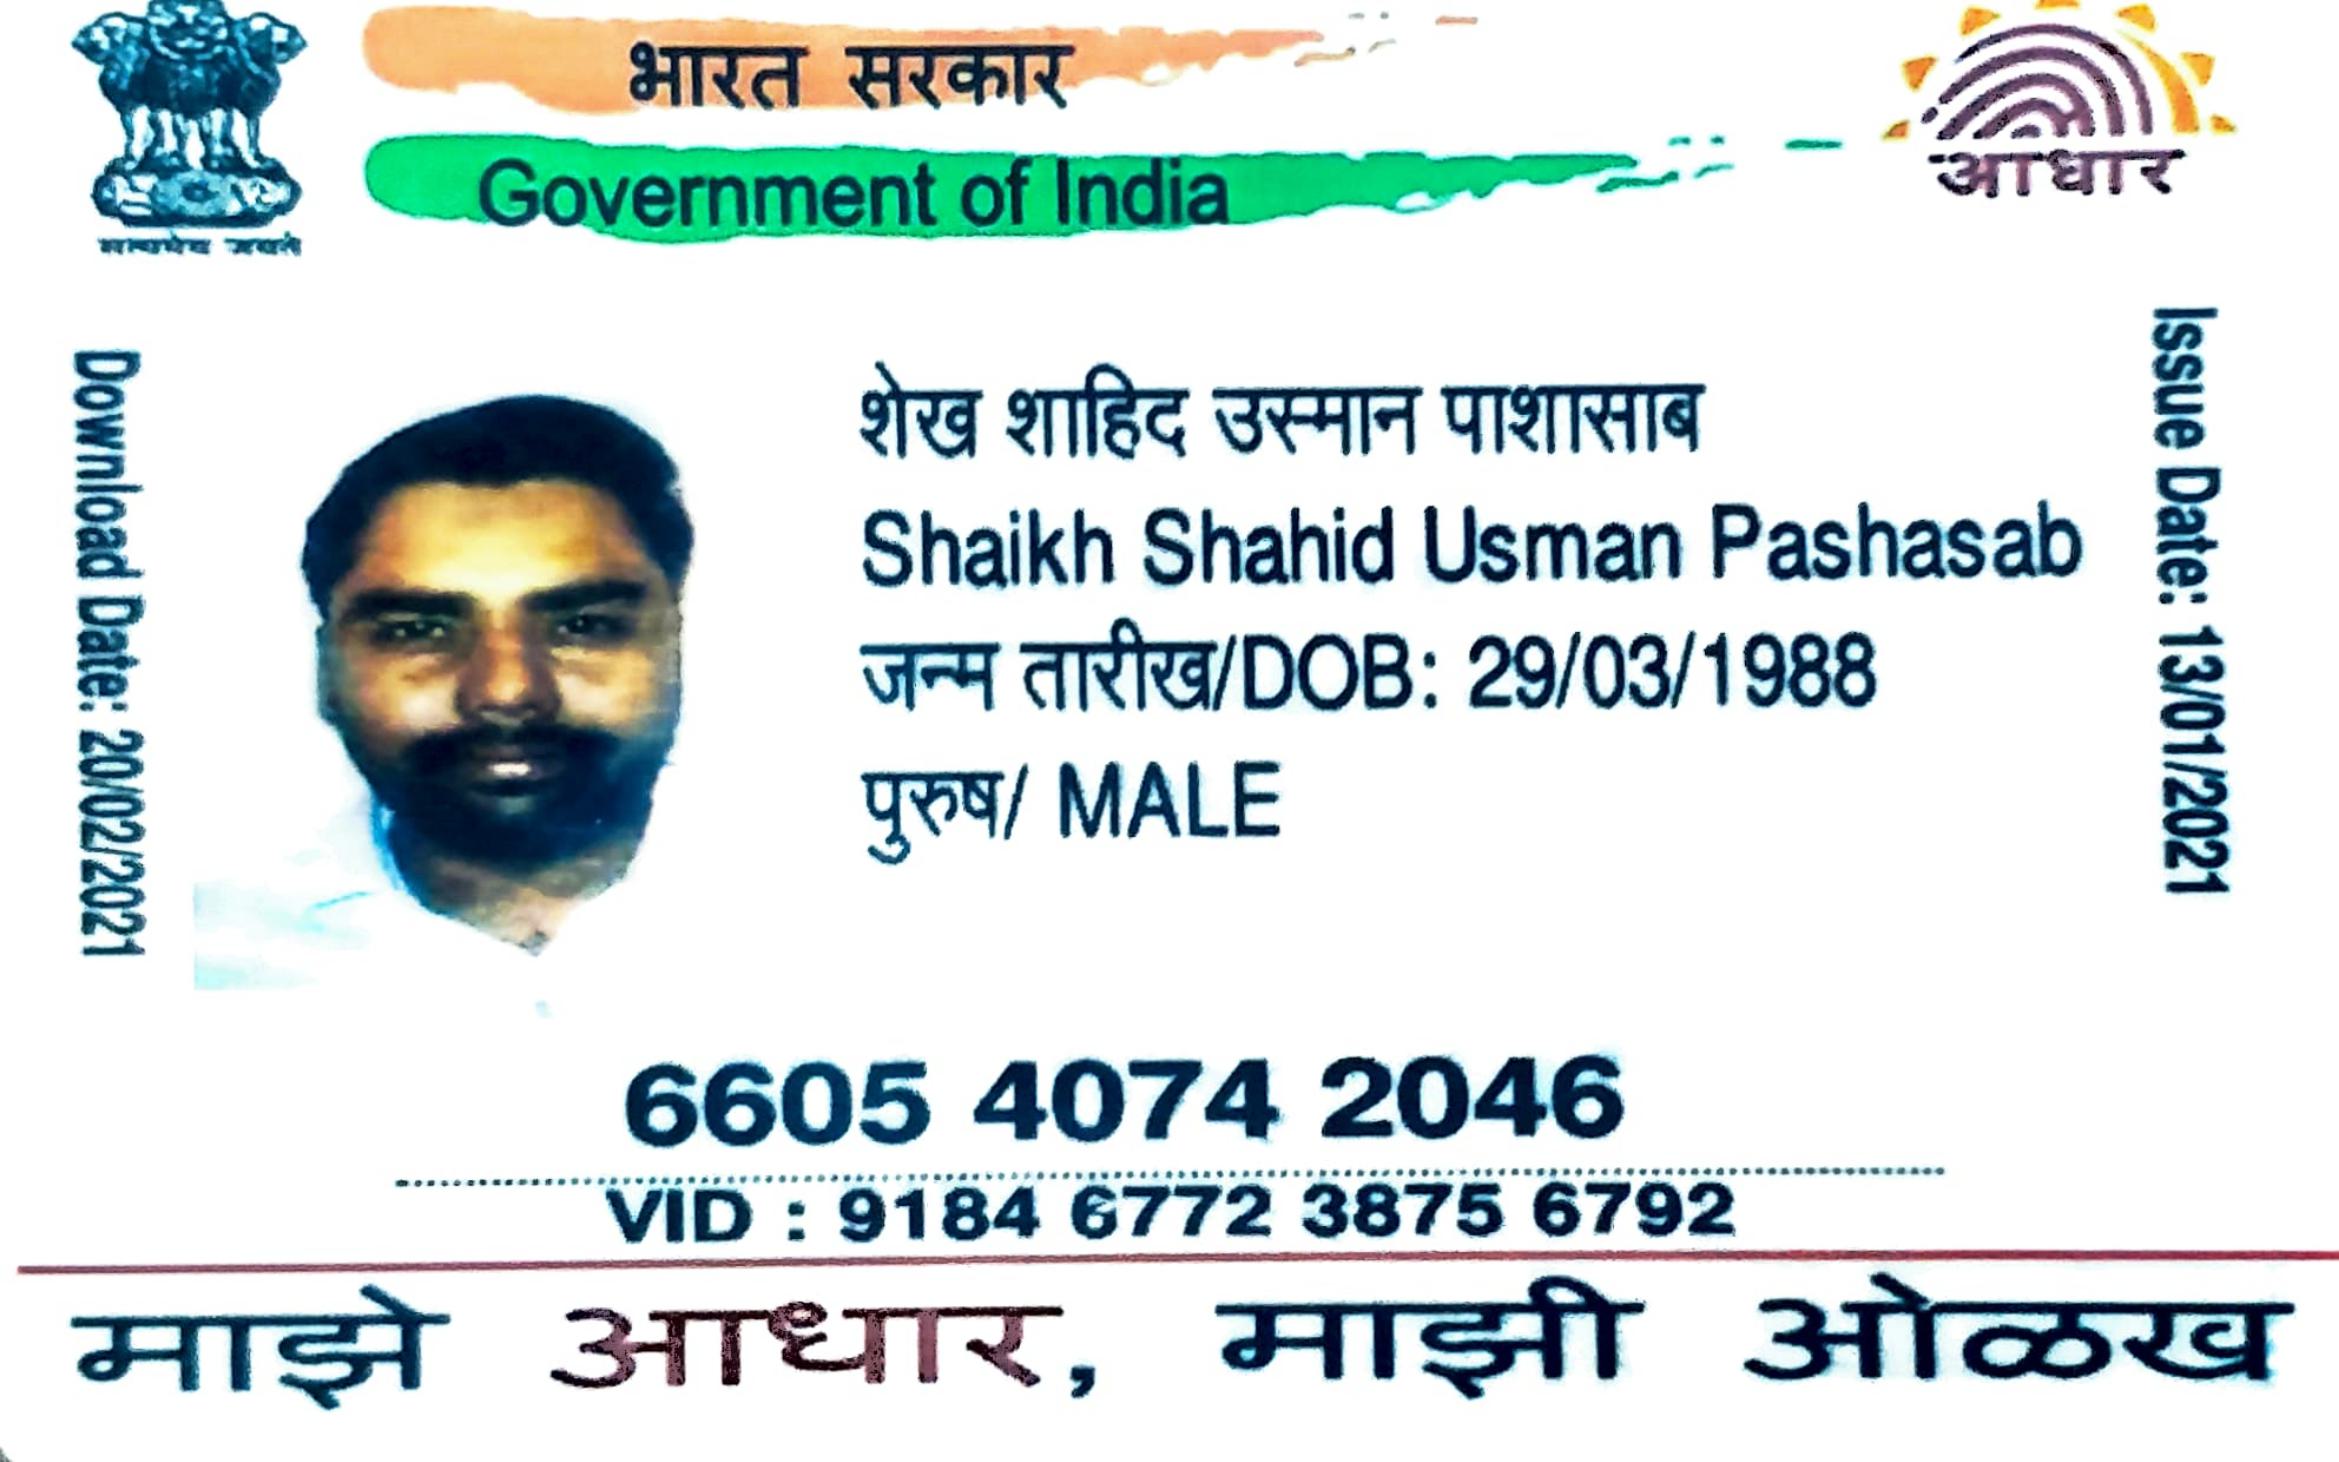 भारत सरकार
Government of India
सत्यमेव जयते
आधार
Download Date: 20/02/2021
Issue Date: 13/01/2021
शेख शाहिद उस्मान पाशासाब
Shaikh Shahid Usman Pashasab
जन्म तारीख/DOB: 29/03/1988
पुरुष/ MALE
6605 4074 2046
VID : 9184 6772 3875 6792
माझे आधार, माझी ओळख